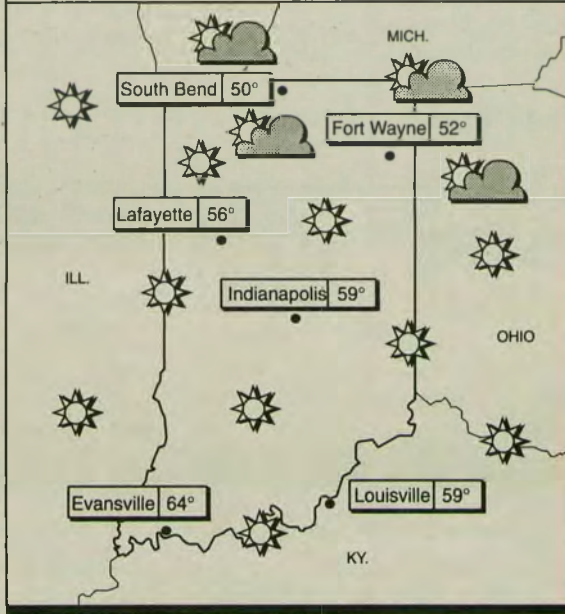 MICH.
South Bend 50°
Fort Wayne 52°
Lafayette 56°
ILL.
Indianapolis 59°
OHIO
Evansville 64°
Louisville 59°
KY.